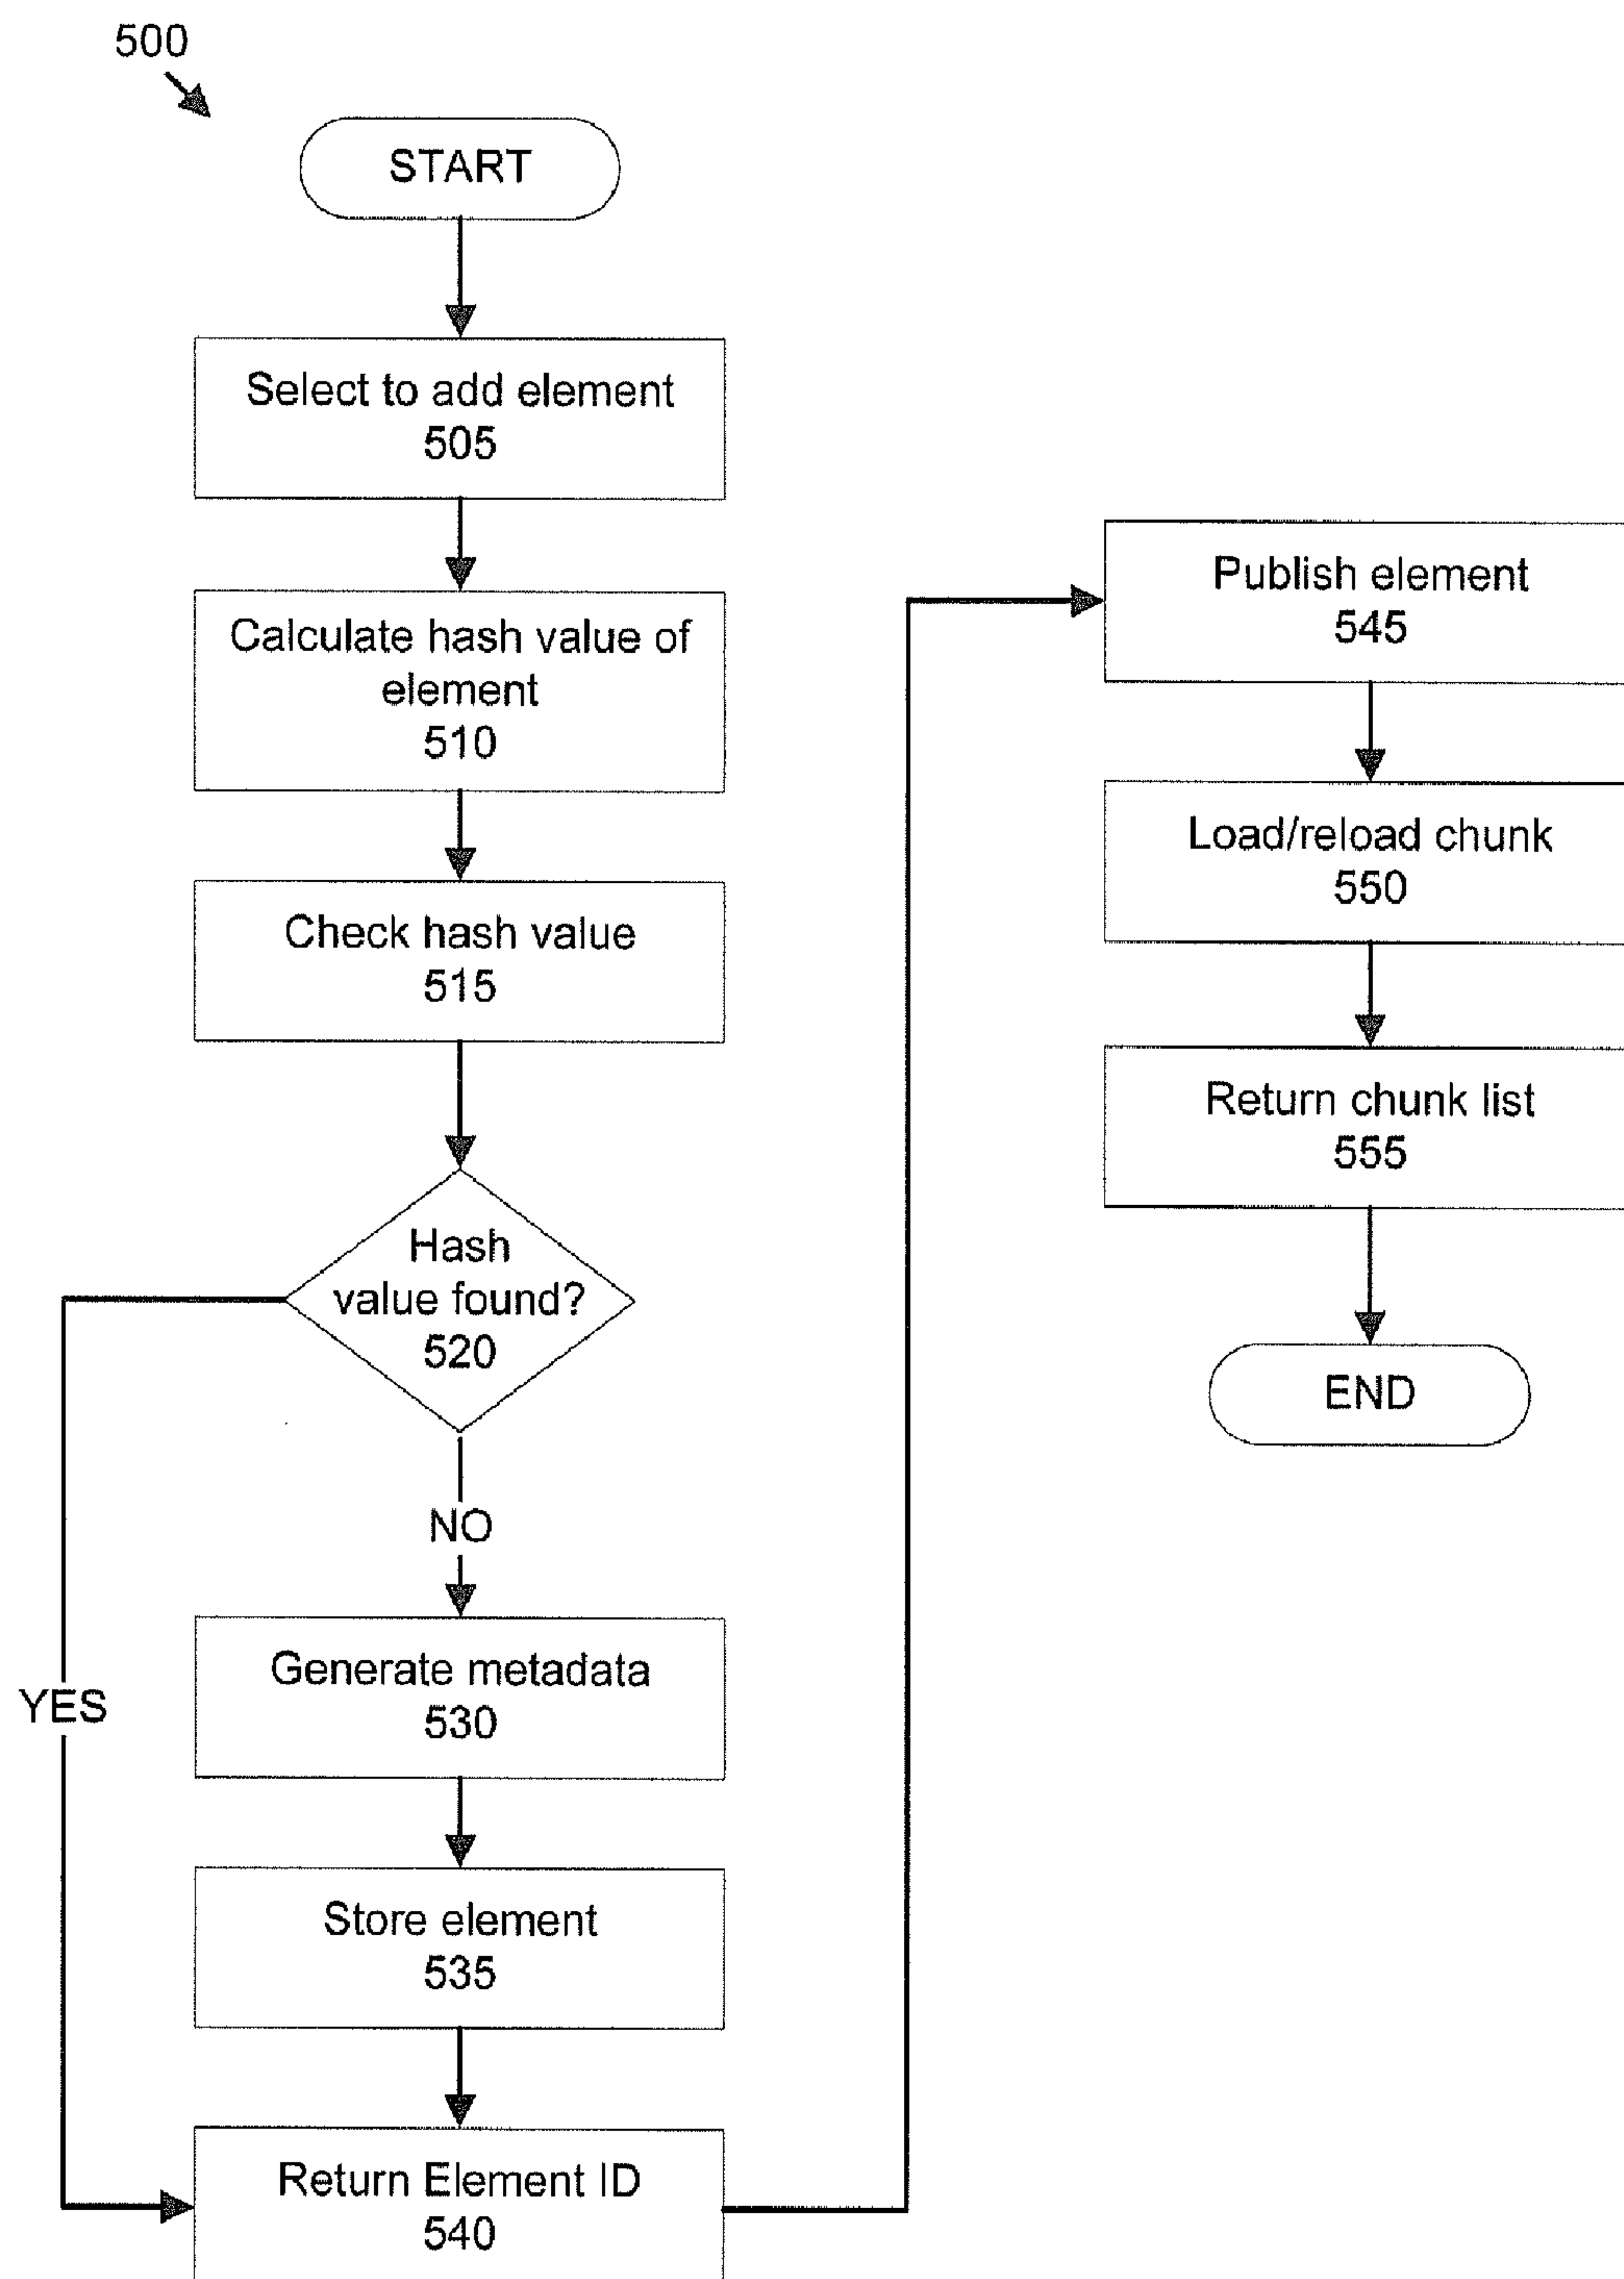 500
START
Select to add element
505
Calculate hash value of
element
510
Check hash value
515
Hash
value found?
520
NO
YES
Generate metadata
530
Store element
535
Return Element ID
540
Publish element
545
Load/reload chunk
550
Return chunk list
555
END